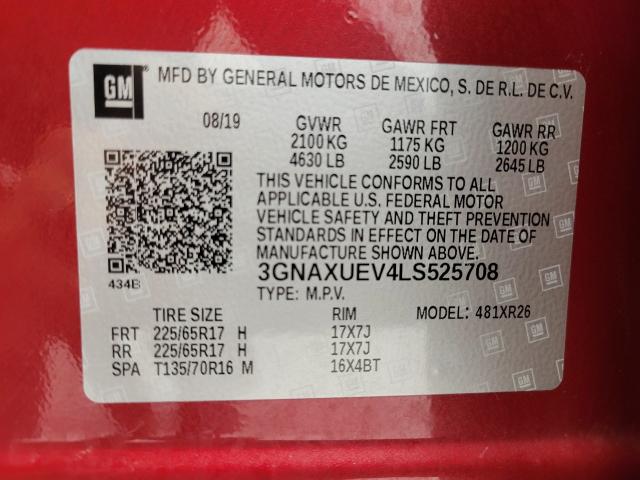 GM ® MFD BY GENERAL MOTORS DE MEXICO, S. DE R.L. DE C.V.
08/19 GVWR GAWR FRT GAWR RR
2100 KG 1175 KG 1200 KG
4630 LB 2590 LB 2645 LB
THIS VEHICLE CONFORMS TO ALL
APPLICABLE U.S. FEDERAL MOTOR
VEHICLE SAFETY AND THEFT PREVENTION
STANDARDS IN EFFECT ON THE DATE OF
MANUFACTURE SHOWN ABOVE.
3GNAXUEV4LS525708
434B
TYPE: M.P.V. MODEL: 481XR26
TIRE SIZE RIM
FRT 225/65R17 H 17X7J
RR 225/65R17 H 17X7J
SPA T135/70R16 M 16X4BT